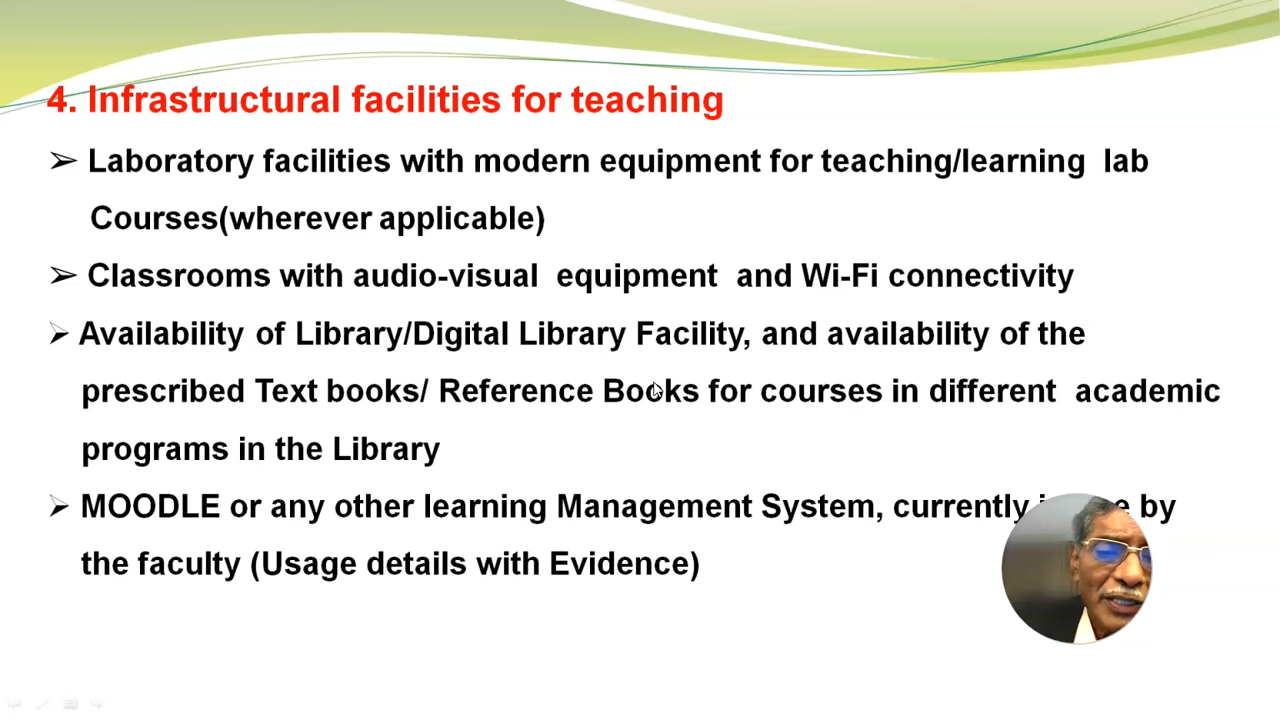 4. Infrastructural facilities for teaching
➢ Laboratory facilities with modern equipment for teaching/learning lab
Courses(wherever applicable)
➢ Classrooms with audio-visual equipment and Wi-Fi connectivity
➢ Availability of Library/Digital Library Facility, and availability of the
prescribed Text books/ Reference Books for courses in different academic
programs in the Library
➢ MOODLE or any other learning Management System, currently by
the faculty (Usage details with Evidence)